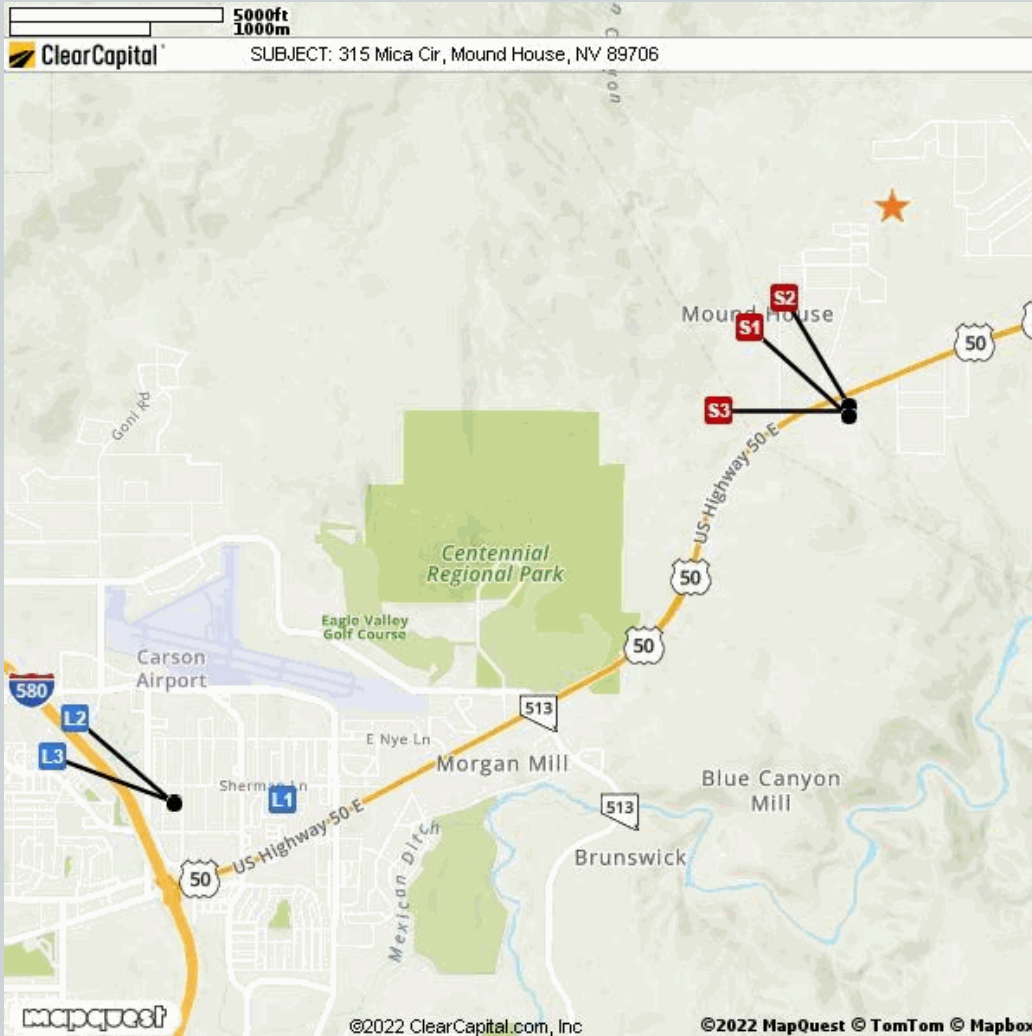 5000ft
1000m
ClearCapital
SUBJECT: 315 Mica Cir, Mound House, NV 89706
S2
Mound House
S1
50
S3
Goni Rd
US Highway 50 E
Centennial
Regional Park
50
Eagle Valley
Golf Course
50
Carson
Airport
580
L2
513
E Nye Ln
L3
Morgan Mill
Sherman Ln
L1
Blue Canyon
Mill
513
US Highway 50 E
Brunswick
50
Mexican Ditch
mapquest
©2022 ClearCapital.com, Inc
©2022 MapQuest © TomTom © Mapbox